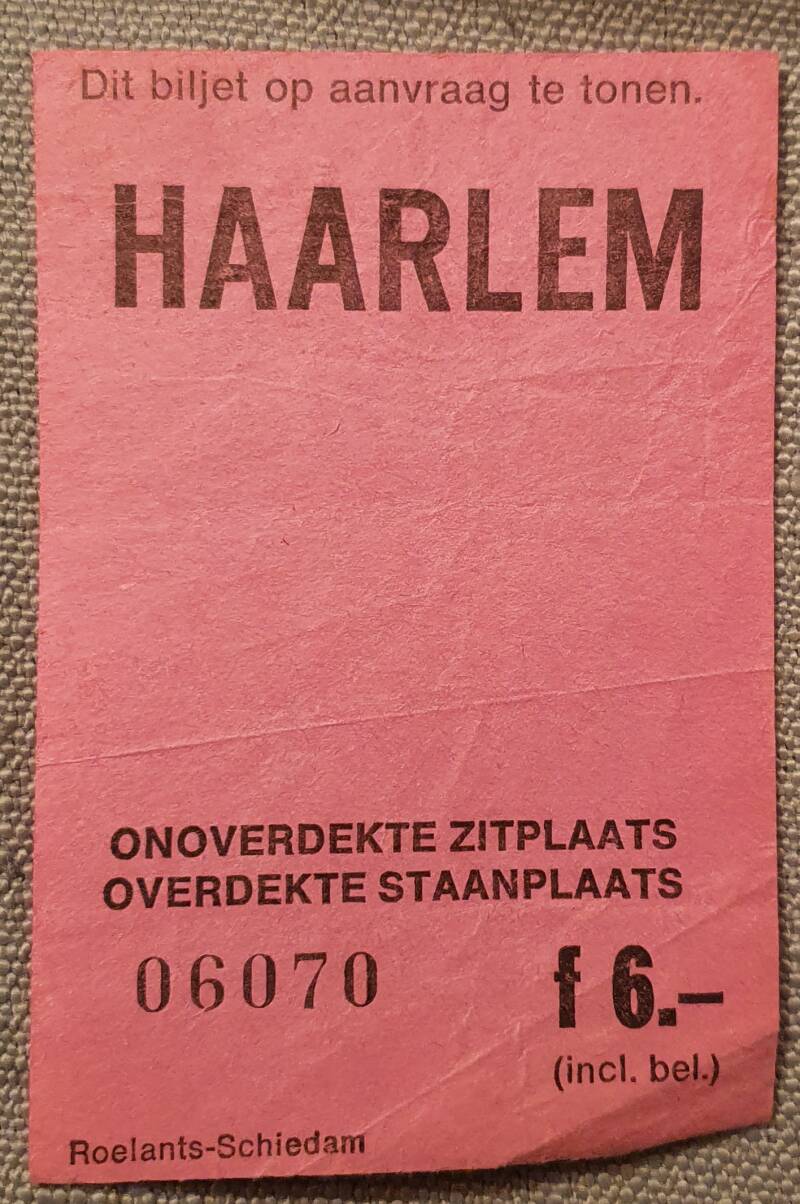 Dit biljet op aanvraag te tonen.
HAARLEM
ONOVERDEKTE ZITPLAATS
OVERDEKTE STAANPLAATS
06070 f 6.–
(incl. bel.)
Roelants-Schiedam